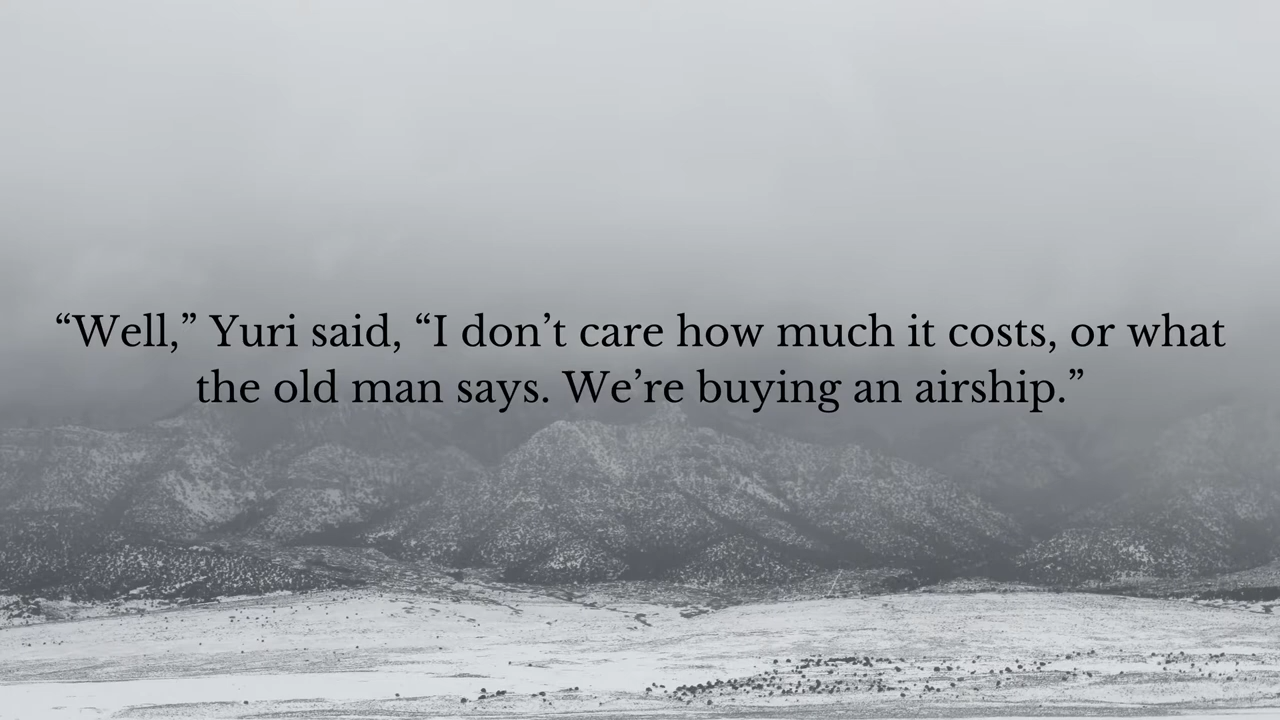 “Well,” Yuri said, “I don’t care how much it costs, or what
the old man says. We’re buying an airship.”